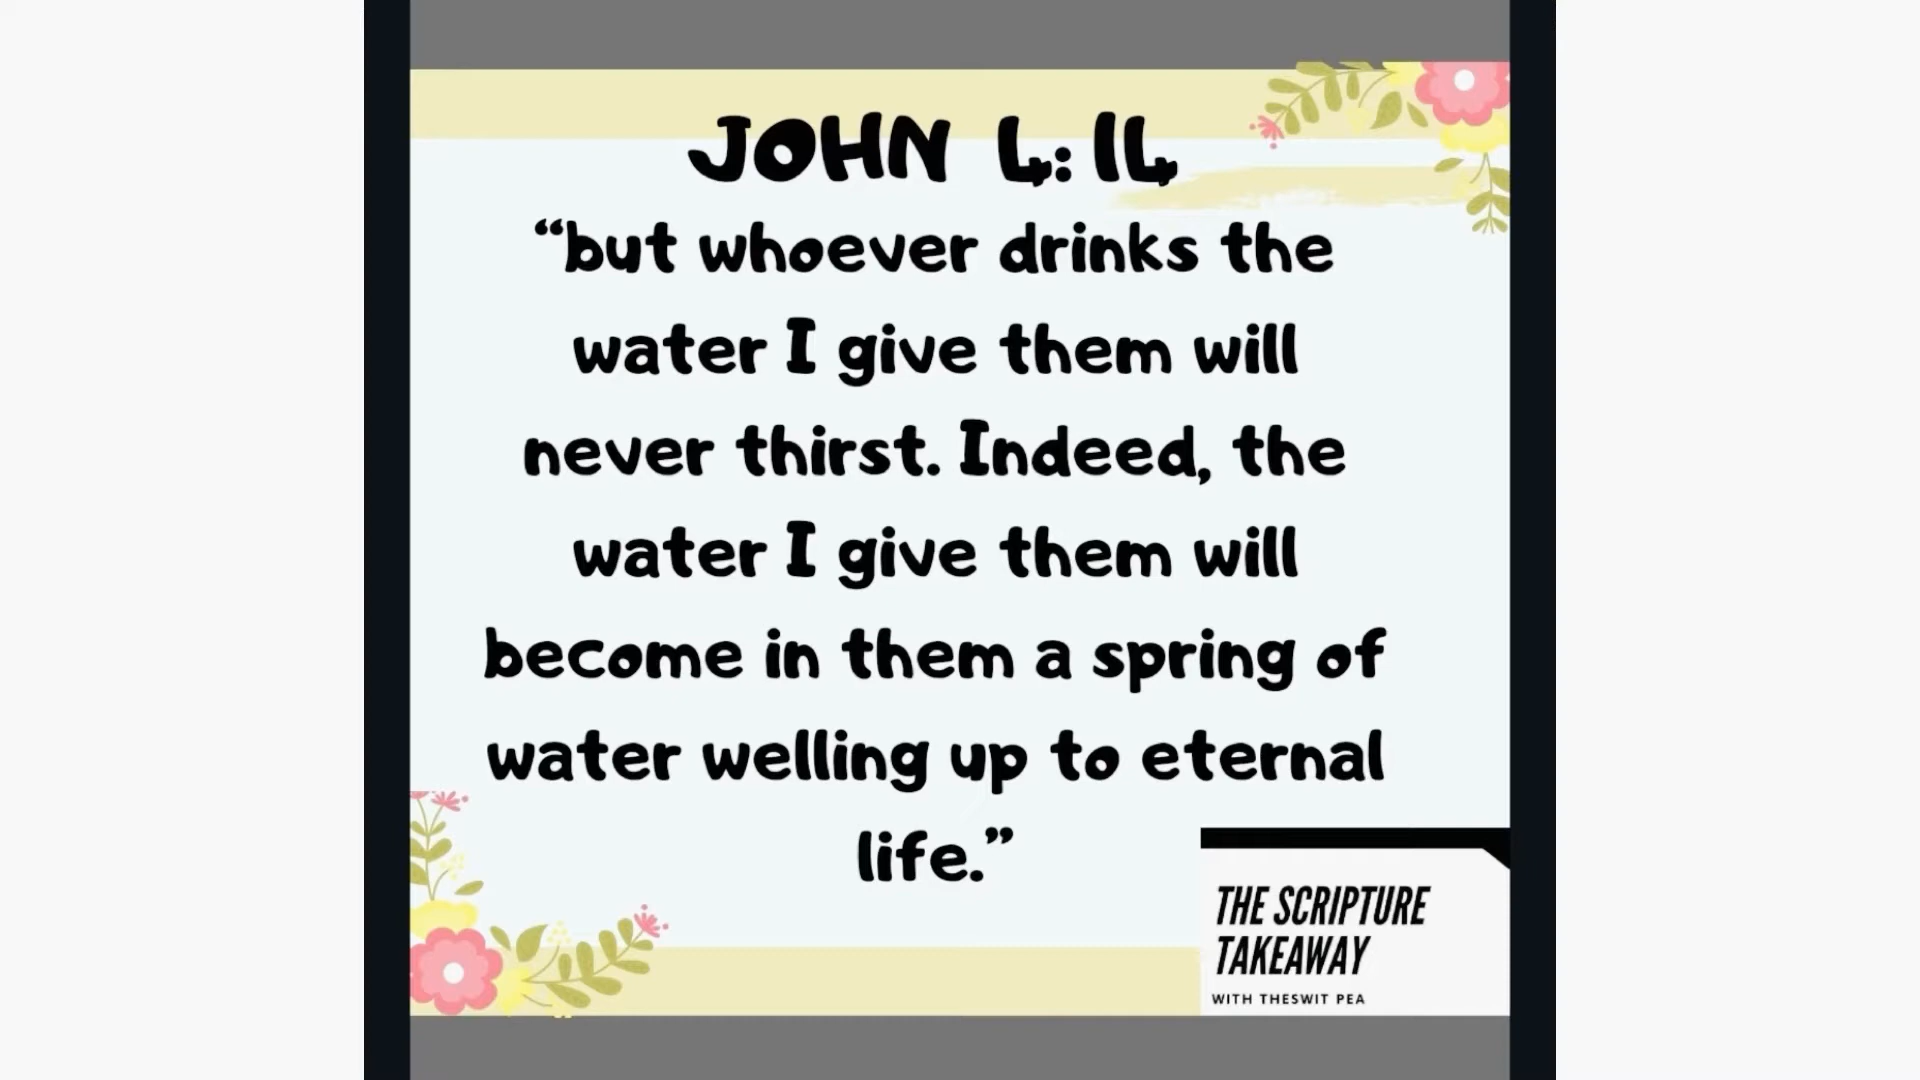 JOHN 4:14
“but whoever drinks the
water I give them will
never thirst. Indeed, the
water I give them will
become in them a spring of
water welling up to eternal
life.”
THE SCRIPTURE
TAKEAWAY
WITH THESWIT PEA